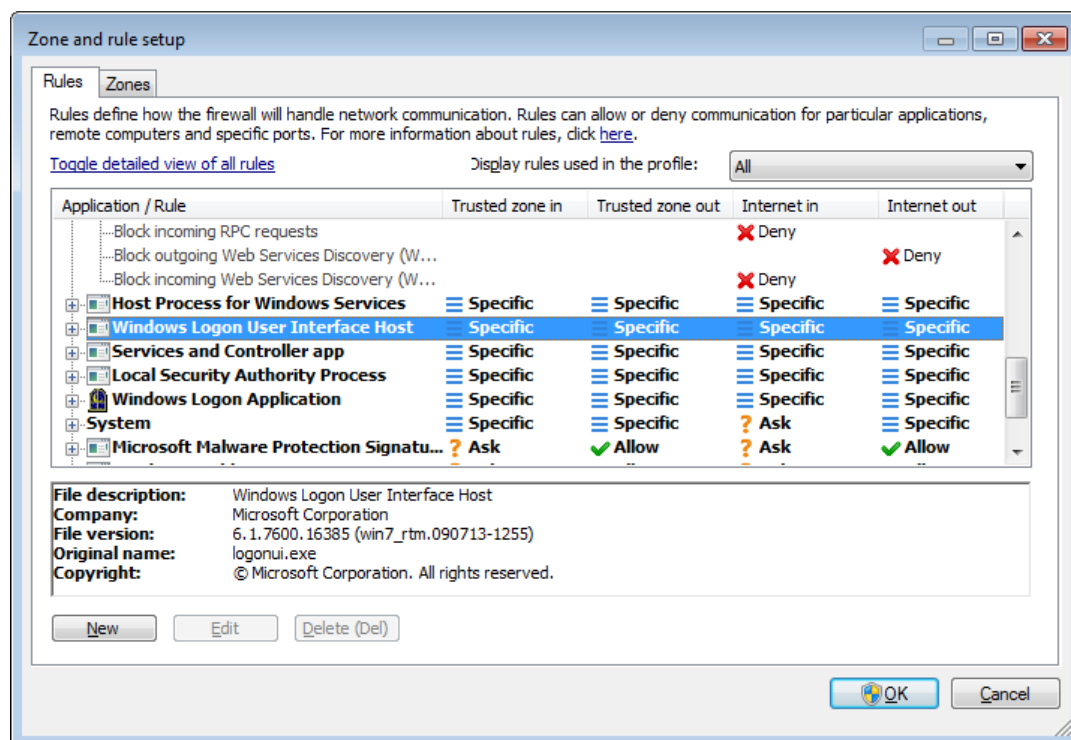 Zone and rule setup
Rules Zones
Rules define how the firewall will handle network communication. Rules can allow or deny communication for particular applications,
remote computers and specific ports. For more information about rules, click here.
Toggle detailed view of all rules Display rules used in the profile: All
Application / Rule Trusted zone in Trusted zone out Internet in Internet out
Block incoming RPC requests Deny
Block outgoing Web Services Discovery (W... Deny
Block incoming Web Services Discovery (W... Deny
Host Process for Windows Services Specific Specific Specific Specific
Windows Logon User Interface Host Specific Specific Specific Specific
Services and Controller app Specific Specific Specific Specific
Local Security Authority Process Specific Specific Specific Specific
Windows Logon Application Specific Specific Specific Specific
System Specific Specific Ask Specific
Microsoft Malware Protection Signatu... Ask Allow Ask Allow
File description: Windows Logon User Interface Host
Company: Microsoft Corporation
File version: 6.1.7600.16385 (win7_rtm.090713-1255)
Original name: logonui.exe
Copyright: © Microsoft Corporation. All rights reserved.
New Edit Delete (Del)
OK Cancel